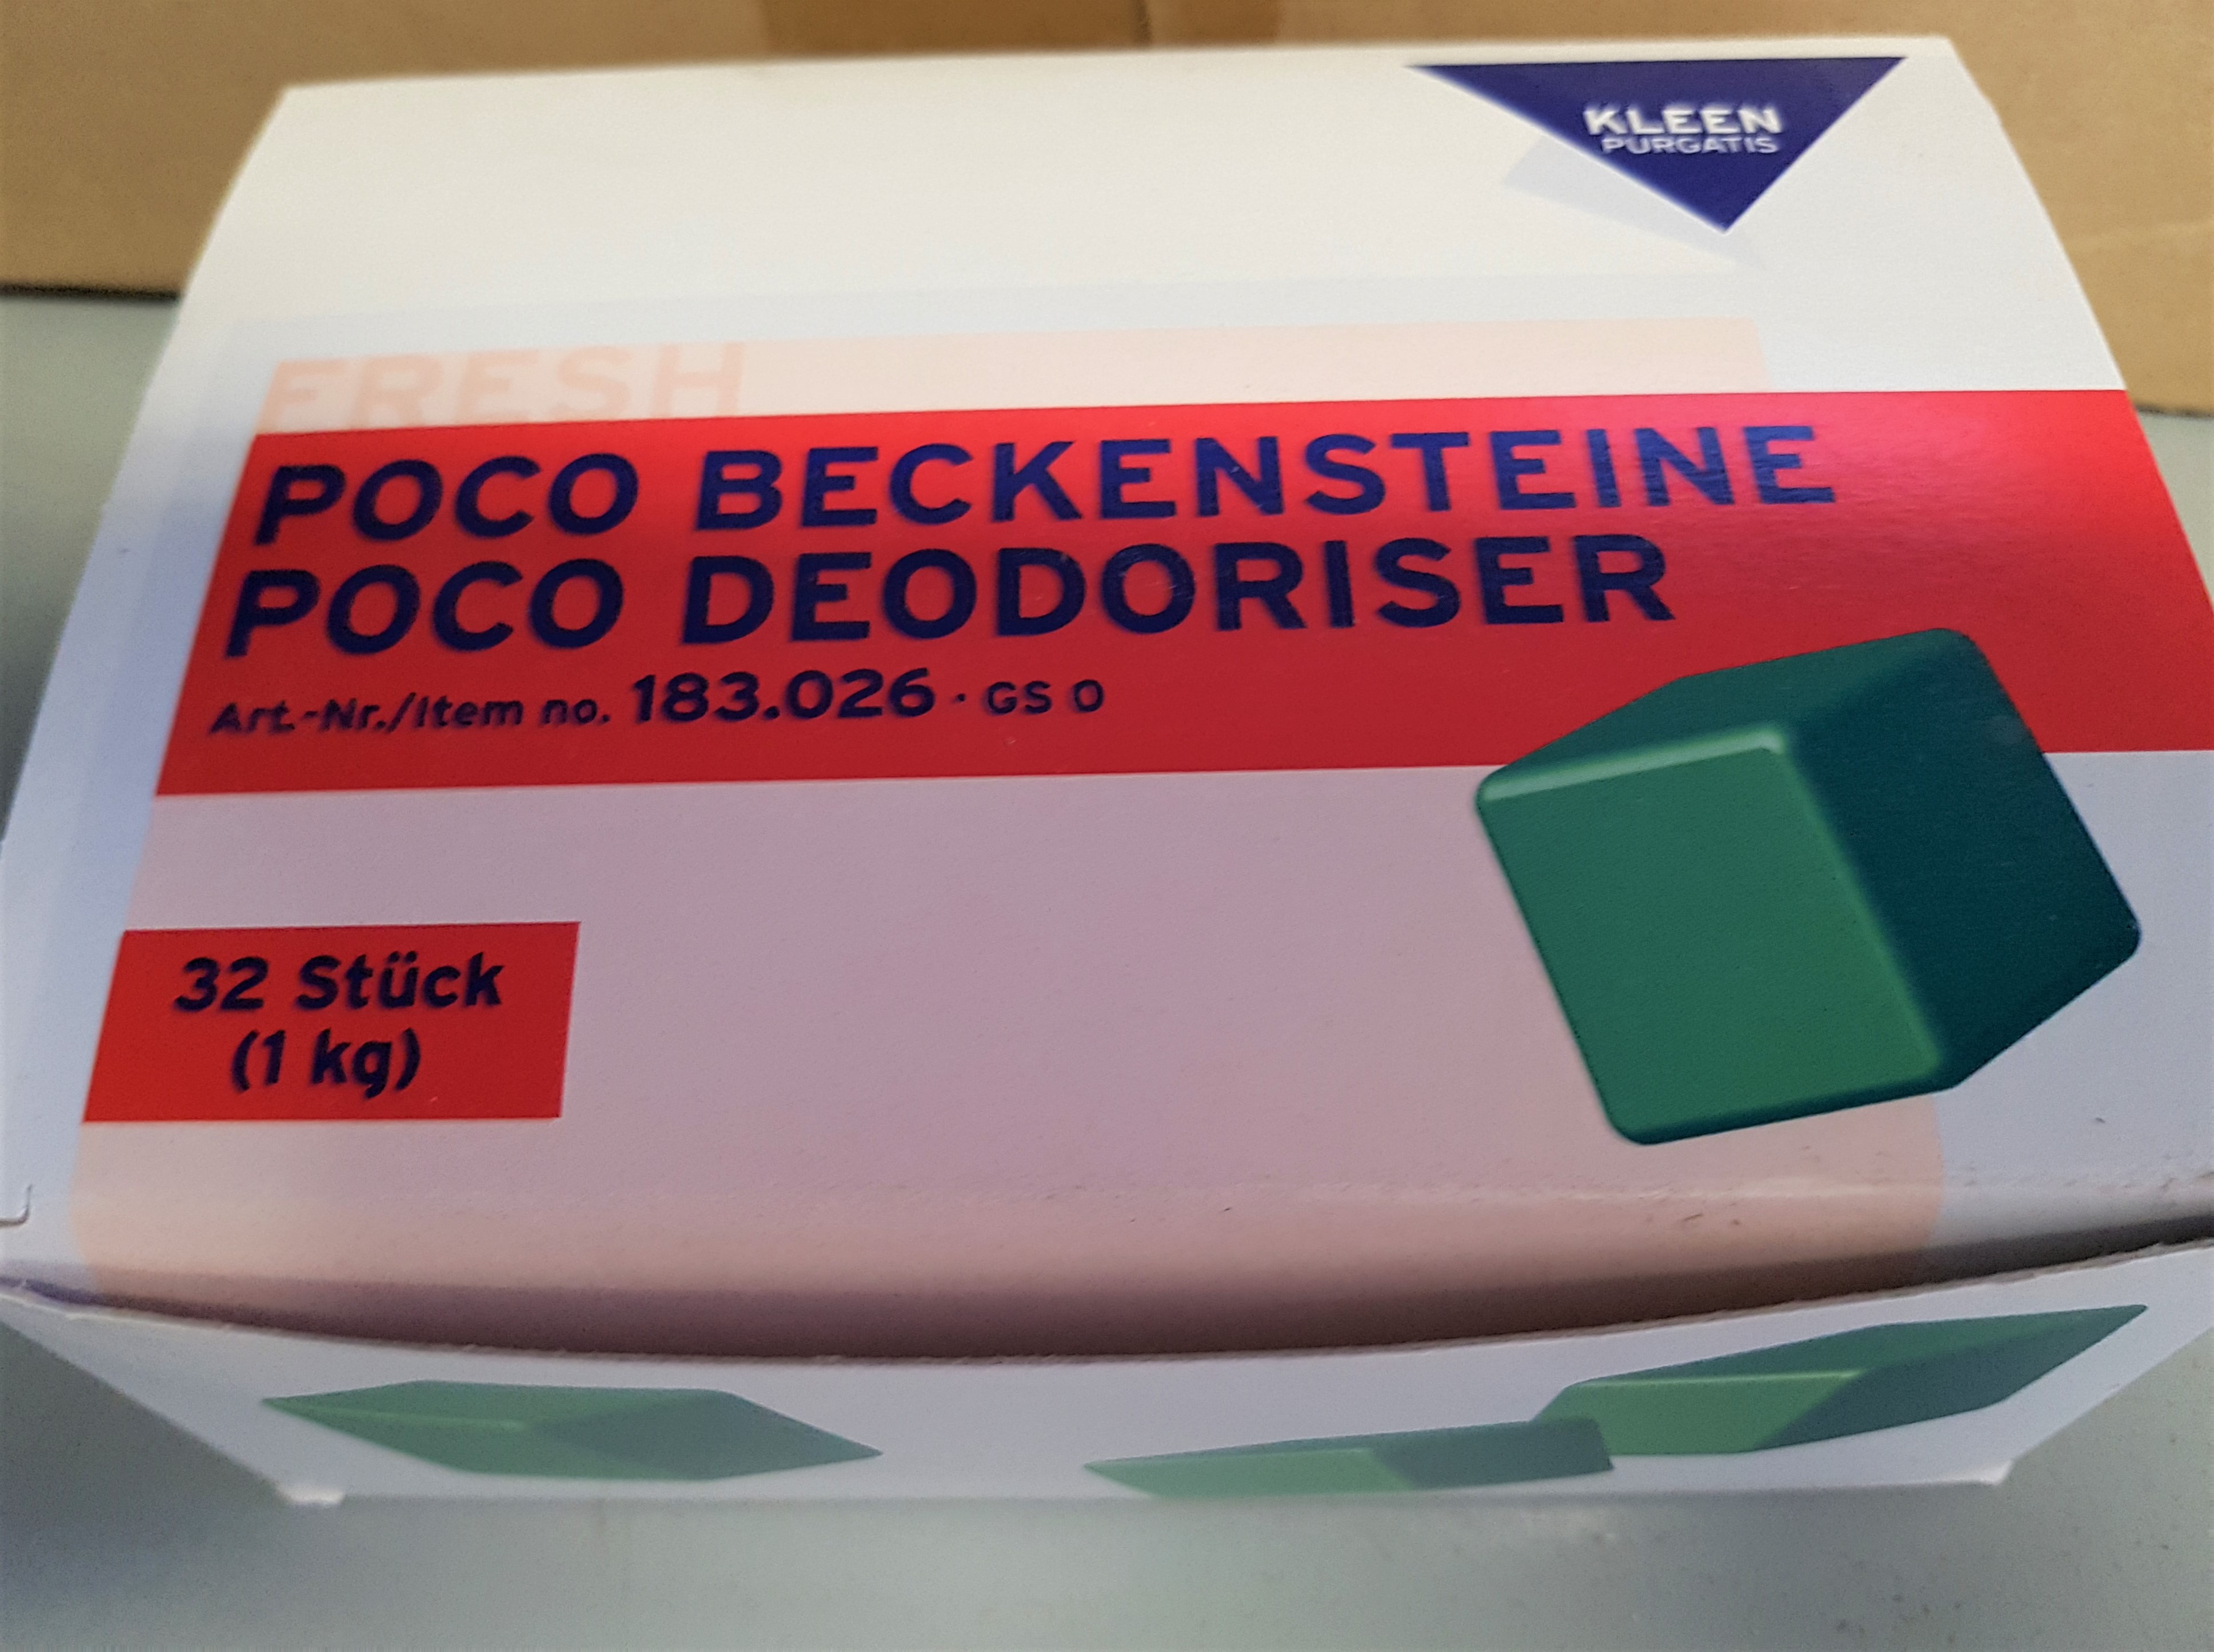 KLEEN
PURGATIS
FRESH
POCO BECKENSTEINE
POCO DEODORISER
Art.-Nr./Item no. 183.026 · GS 0
32 Stück
(1 kg)